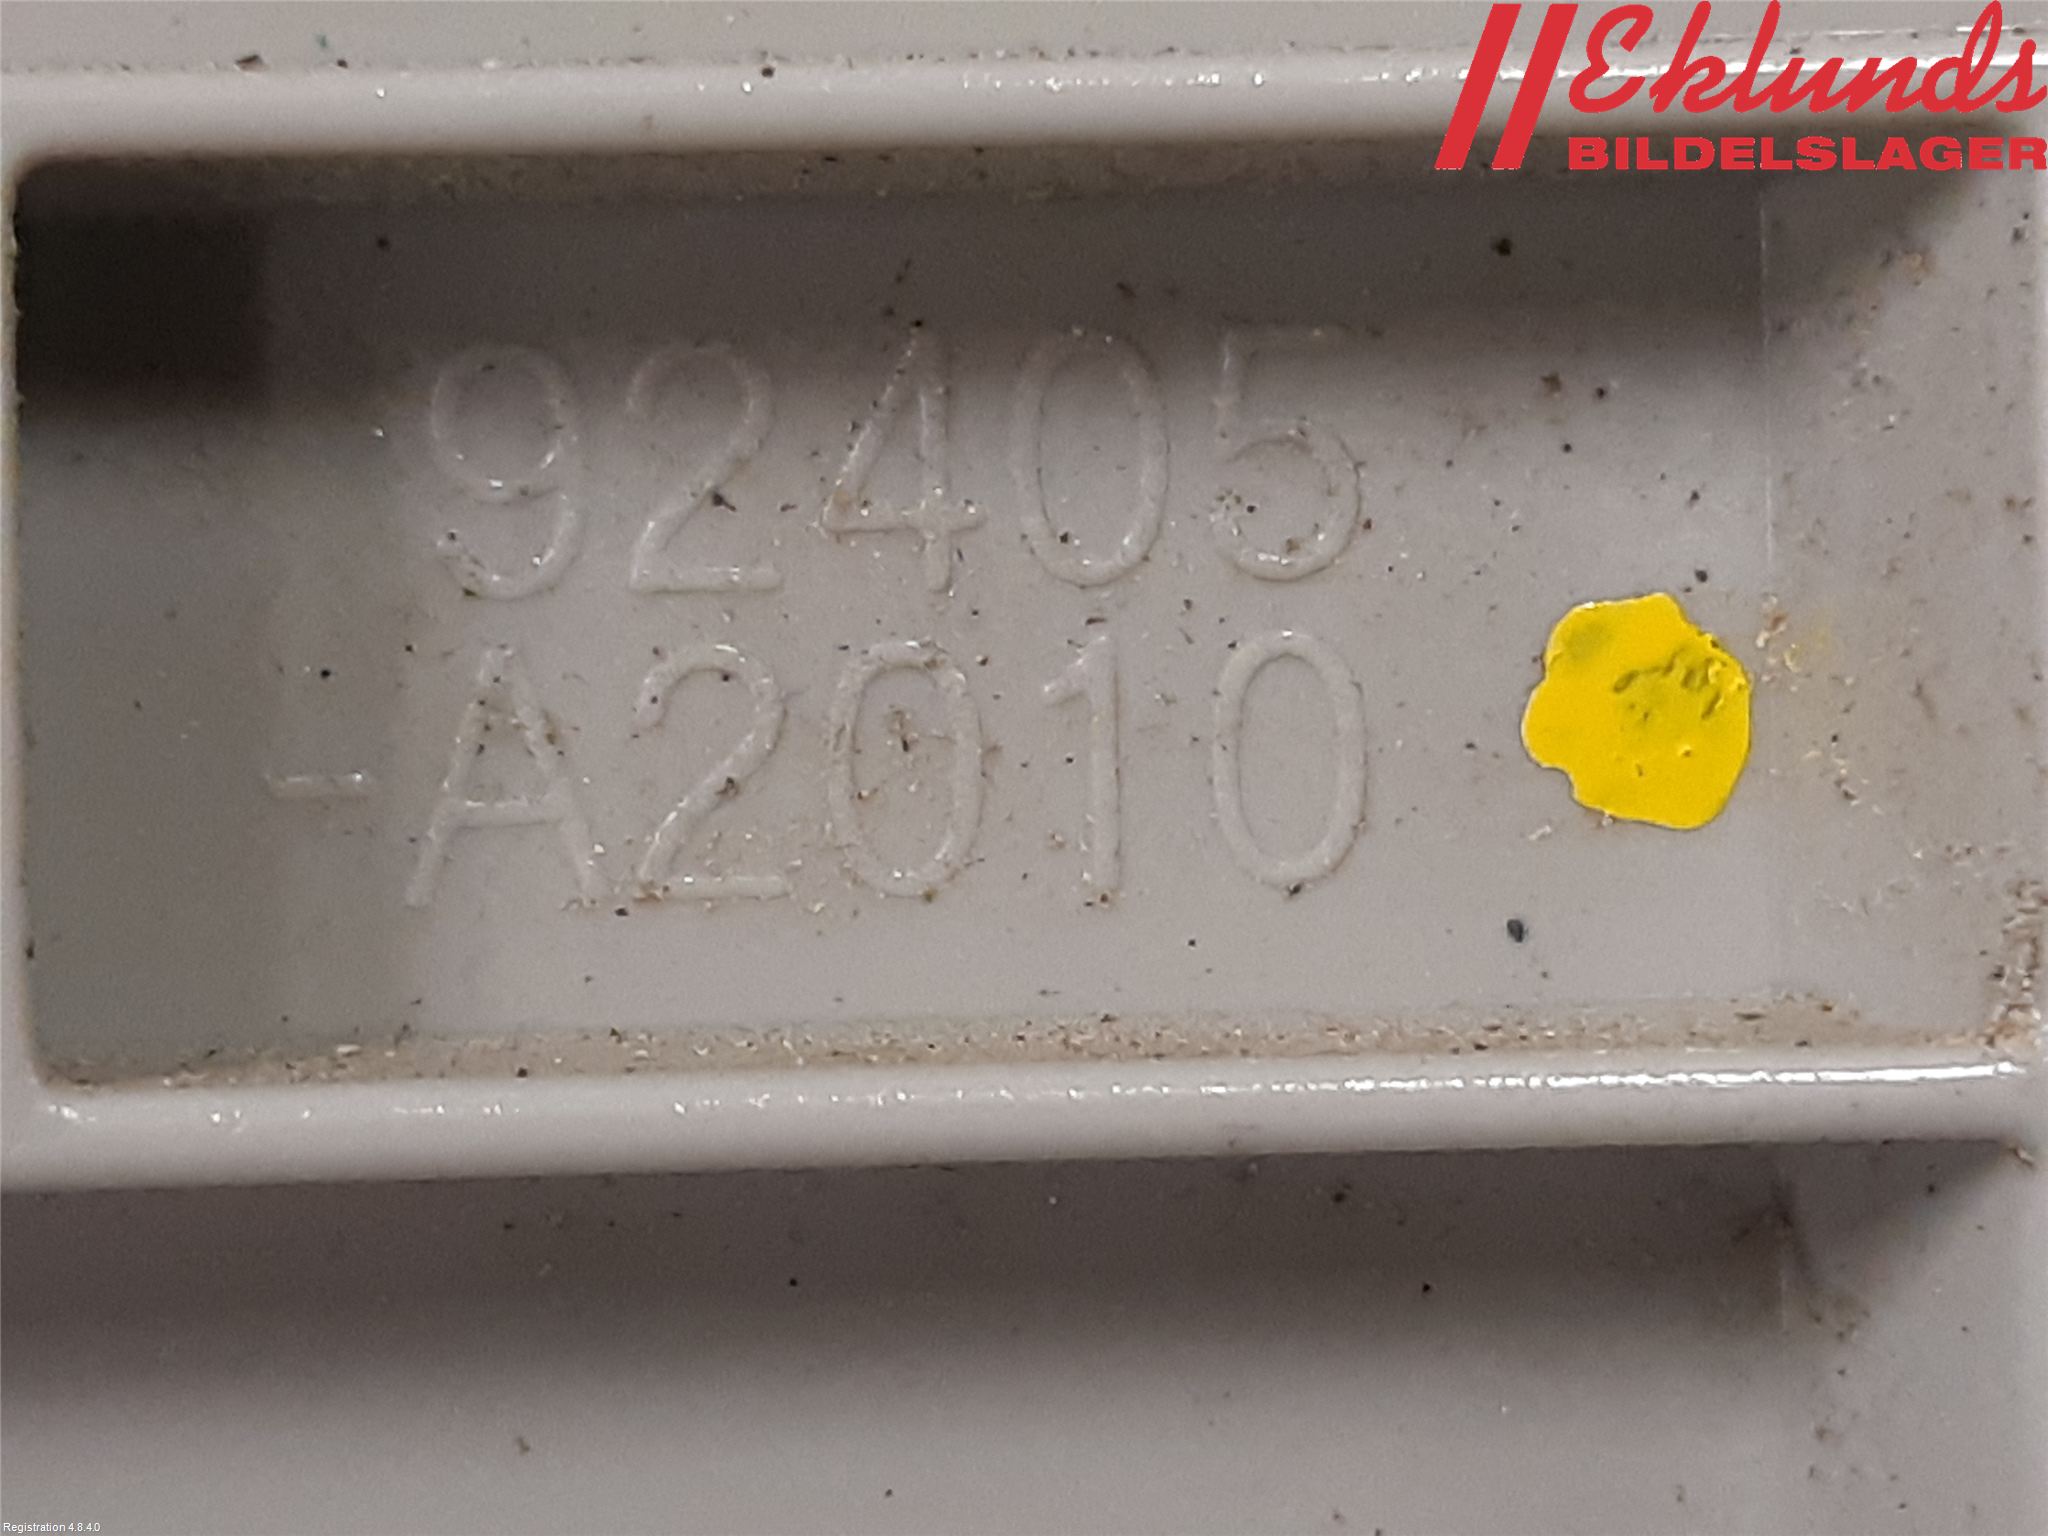 Eklunds
BILDELSLAGER
92405
-A2010
Registration 4.8.4.0